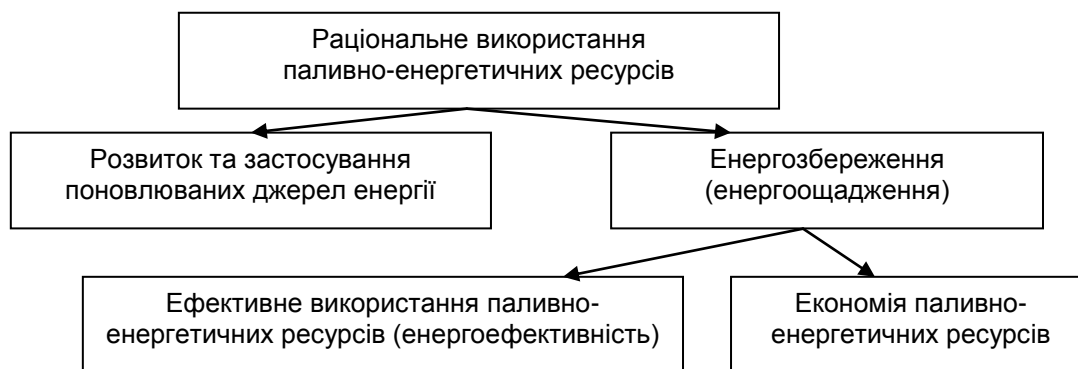 Раціональне використання
паливно-енергетичних ресурсів
Розвиток та застосування
поновлюваних джерел енергії
Енергозбереження
(енергоощадження)
Ефективне використання паливно-
енергетичних ресурсів (енергоефективність)
Економія паливно-
енергетичних ресурсів